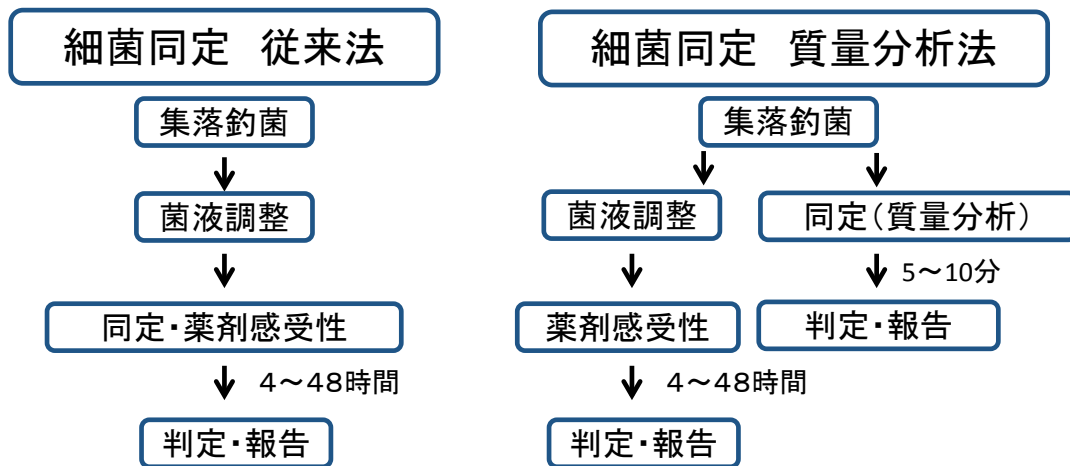 細菌同定 従来法
集落釣菌
菌液調整
同定・薬剤感受性
4～48時間
判定・報告
細菌同定 質量分析法
集落釣菌
菌液調整
同定(質量分析)
5～10分
薬剤感受性
判定・報告
4～48時間
判定・報告